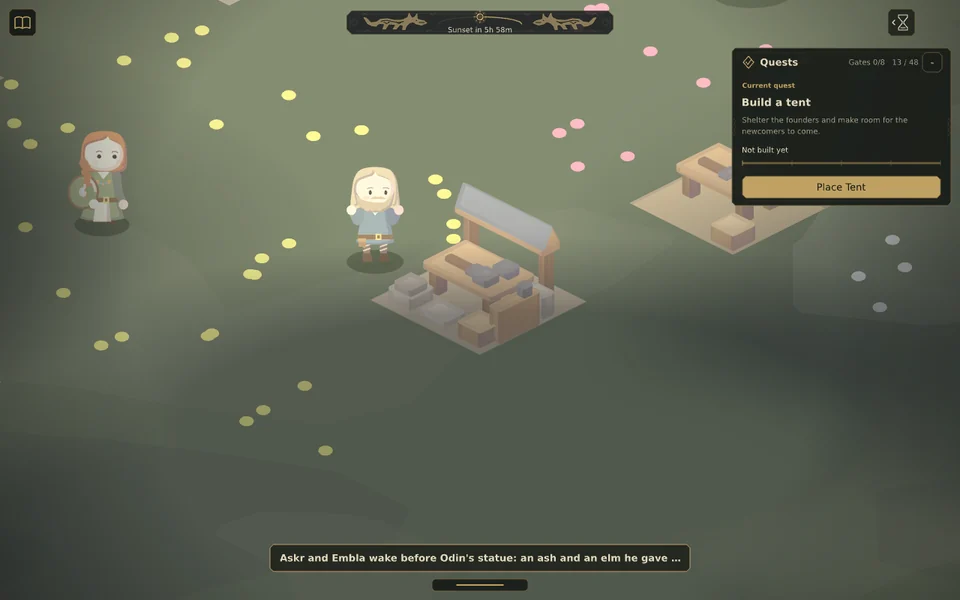 Sunset in 5h 58m
Quests
Gates 0/8
13 / 48
-
Current quest
Build a tent
Shelter the founders and make room for the
newcomers to come.
Not built yet
Place Tent
Askr and Embla wake before Odin's statue: an ash and an elm he gave ...